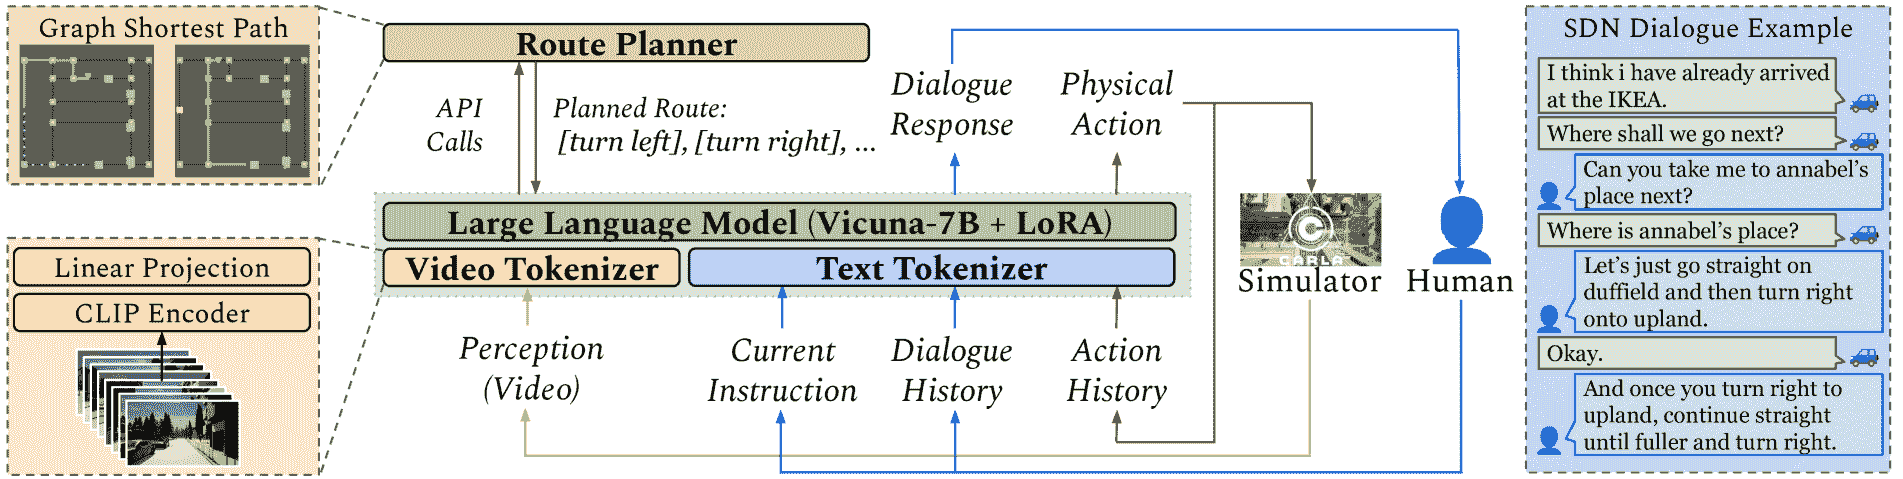 Graph Shortest Path
Linear Projection
CLIP Encoder
Route Planner
API
Calls
Planned Route:
[turn left], [turn right], ...
Dialogue
Response
Physical
Action
Large Language Model (Vicuna-7B + LoRA)
Video Tokenizer
Text Tokenizer
Perception
(Video)
Current
Instruction
Dialogue
History
Action
History
CARLA
Simulator
Human
SDN Dialogue Example
I think i have already arrived
at the IKEA.
Where shall we go next?
Can you take me to annabel's
place next?
Where is annabel's place?
Let's just go straight on
duffield and then turn right
onto upland.
Okay.
And once you turn right to
upland, continue straight
until fuller and turn right.